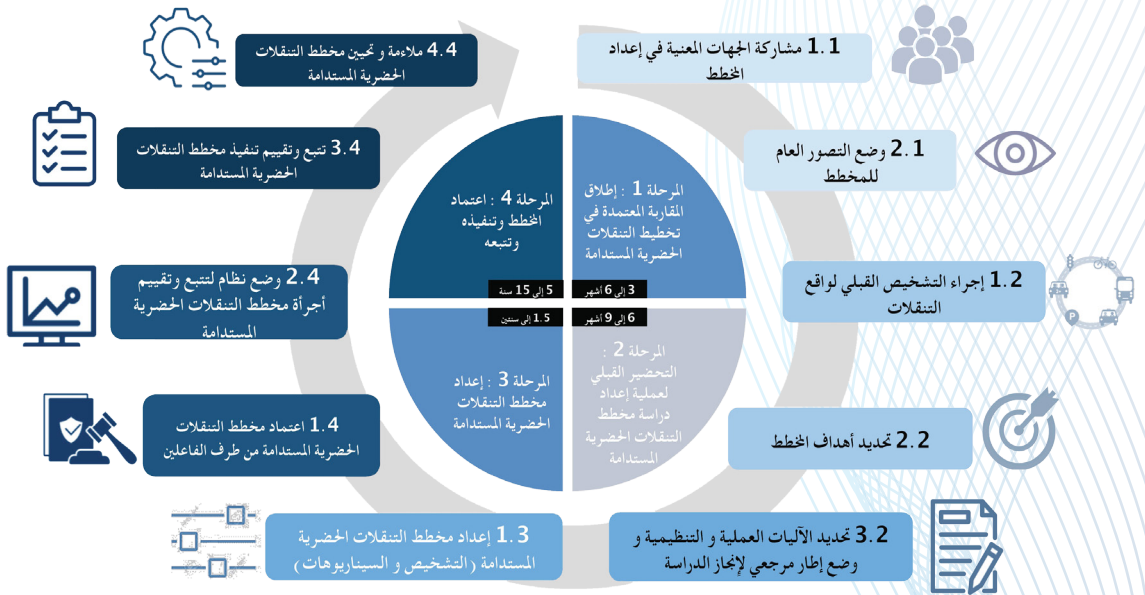 1.1 مشاركة الجهات المعنية في إعداد
المخطط
2.1 وضع التصور العام
للمخطط
1.2 إجراء التشخيص القبلي لواقع
التنقلات
2.2 تحديد أهداف المخطط
3.2 تحديد الآليات العملية و التنظيمية و
وضع إطار مرجعي لإنجاز الدراسة
1.3 إعداد مخطط التنقلات الحضرية
المستدامة (التشخيص و السيناريوهات)
1.4 اعتماد مخطط التنقلات
الحضرية المستدامة من طرف الفاعلين
2.4 وضع نظام لتتبع وتقييم
أجرأة مخطط التنقلات الحضرية
المستدامة
3.4 تتبع وتقييم تنفيذ مخطط التنقلات
الحضرية المستدامة
4.4 ملاءمة و تحيين مخطط التنقلات
الحضرية المستدامة
المرحلة 1 : إطلاق
المقاربة المعتمدة في
تخطيط التنقلات
الحضرية المستدامة
3 إلى 6 أشهر
6 إلى 9 أشهر
المرحلة 2 :
التحضير القبلي
لعملية إعداد
دراسة مخطط
التنقلات الحضرية
المستدامة
1.5 إلى سنتين
المرحلة 3 : إعداد
مخطط التنقلات
الحضرية المستدامة
المرحلة 4 : اعتماد
المخطط وتنفيذه
وتتبعه
5 إلى 15 سنة
P